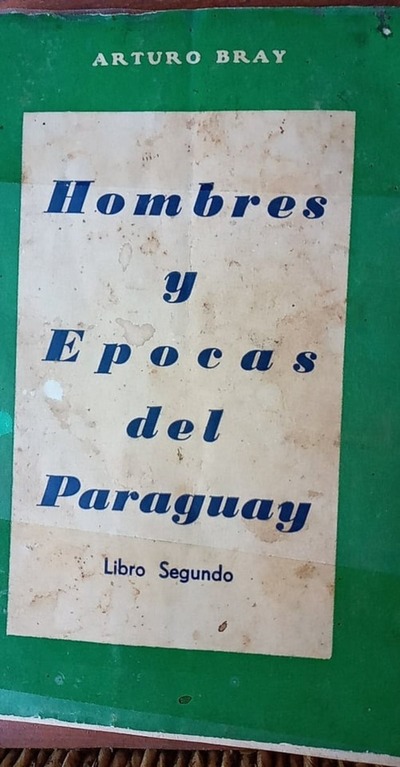 ARTURO BRAY
Hombres
y
Epocas
del
Paraguay
Libro Segundo